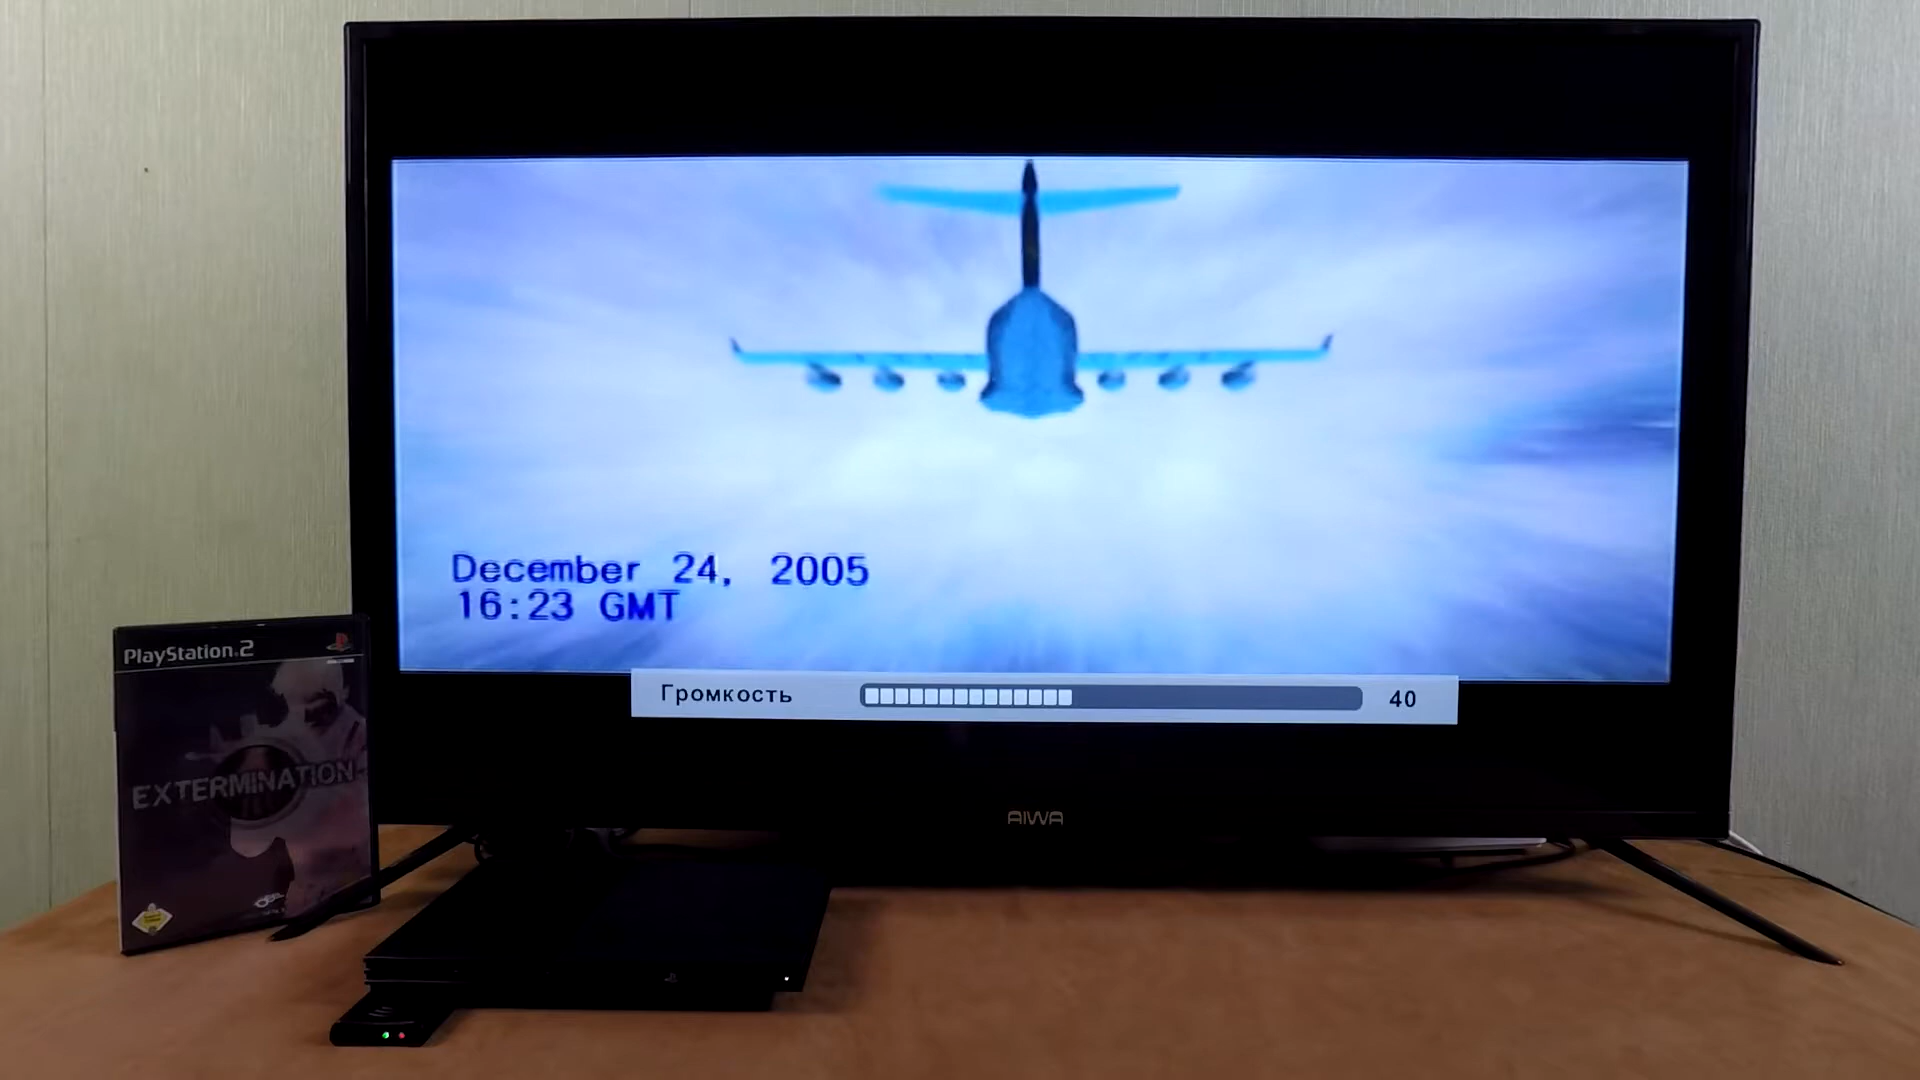 December 24, 2005
16:23 GMT
Громкость 40
AIWA
PlayStation.2
EXTERMINATION